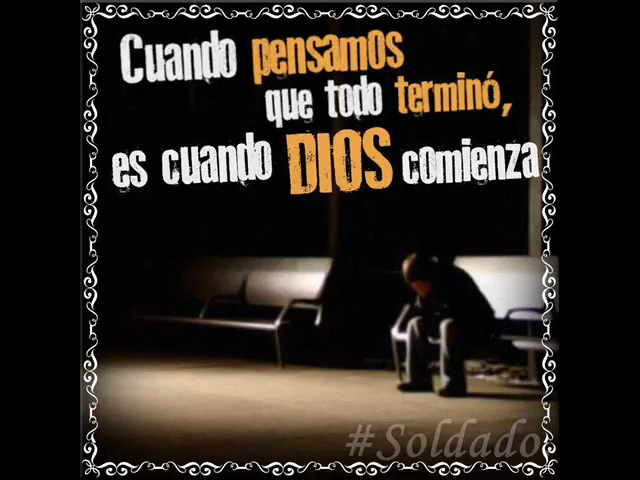 Cuando pensamos
que todo terminó,
es cuando DIOS comienza
#Soldado